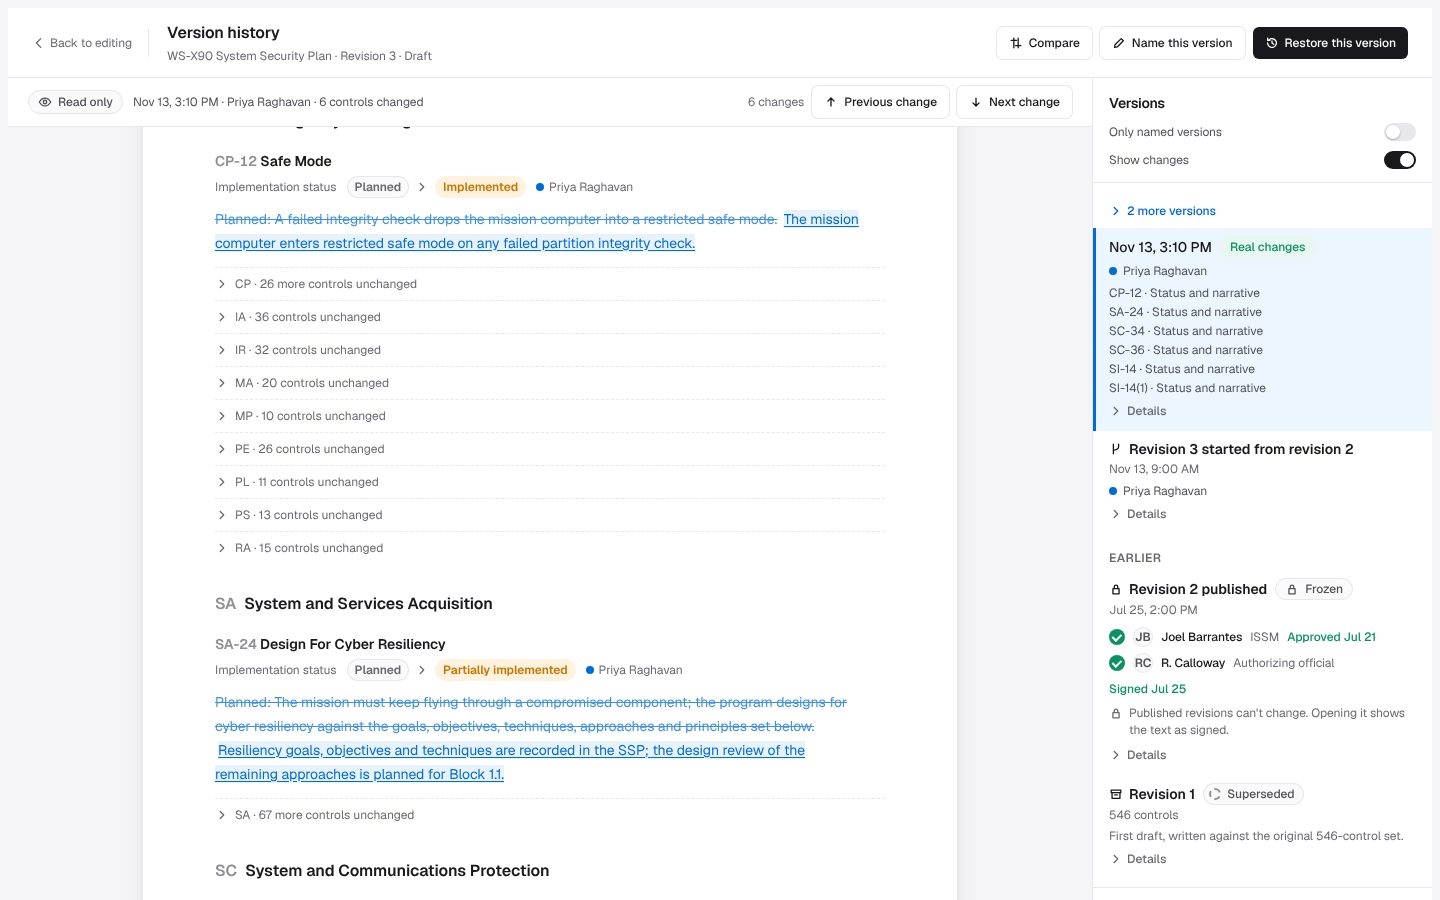 Back to editing
Version history
WS-X90 System Security Plan · Revision 3 · Draft
Compare
Name this version
Restore this version
Read only
Nov 13, 3:10 PM · Priya Raghavan · 6 controls changed
6 changes
Previous change
Next change
CP-12 Safe Mode
Implementation status Planned Implemented Priya Raghavan
Planned: A failed integrity check drops the mission computer into a restricted safe mode. The mission
computer enters restricted safe mode on any failed partition integrity check.
CP · 26 more controls unchanged
IA · 36 controls unchanged
IR · 32 controls unchanged
MA · 20 controls unchanged
MP · 10 controls unchanged
PE · 26 controls unchanged
PL · 11 controls unchanged
PS · 13 controls unchanged
RA · 15 controls unchanged
SA System and Services Acquisition
SA-24 Design For Cyber Resiliency
Implementation status Planned Partially implemented Priya Raghavan
Planned: The mission must keep flying through a compromised component; the program designs for
cyber resiliency against the goals, objectives, techniques, approaches and principles set below.
Resiliency goals, objectives and techniques are recorded in the SSP; the design review of the
remaining approaches is planned for Block 1.1.
SA · 67 more controls unchanged
SC System and Communications Protection
Versions
Only named versions
Show changes
2 more versions
Nov 13, 3:10 PM Real changes
Priya Raghavan
CP-12 · Status and narrative
SA-24 · Status and narrative
SC-34 · Status and narrative
SC-36 · Status and narrative
SI-14 · Status and narrative
SI-14(1) · Status and narrative
Details
Revision 3 started from revision 2
Nov 13, 9:00 AM
Priya Raghavan
Details
EARLIER
Revision 2 published Frozen
Jul 25, 2:00 PM
JB Joel Barrantes ISSM Approved Jul 21
RC R. Calloway Authorizing official
Signed Jul 25
Published revisions can't change. Opening it shows
the text as signed.
Details
Revision 1 Superseded
546 controls
First draft, written against the original 546-control set.
Details